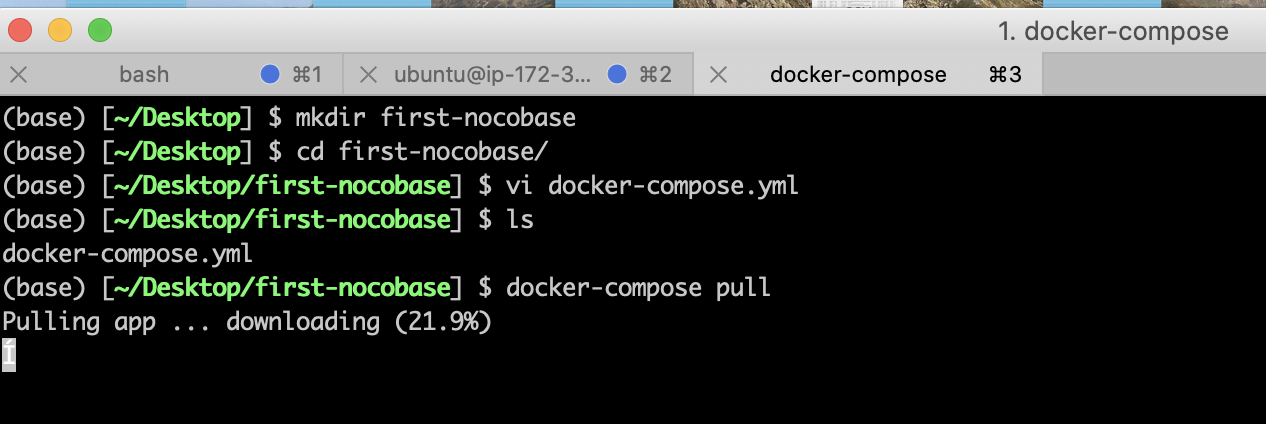 1. docker-compose
bash ⌘1 ubuntu@ip-172-3... ⌘2 docker-compose ⌘3
(base) [~/Desktop] $ mkdir first-nocobase
(base) [~/Desktop] $ cd first-nocobase/
(base) [~/Desktop/first-nocobase] $ vi docker-compose.yml
(base) [~/Desktop/first-nocobase] $ ls
docker-compose.yml
(base) [~/Desktop/first-nocobase] $ docker-compose pull
Pulling app ... downloading (21.9%)